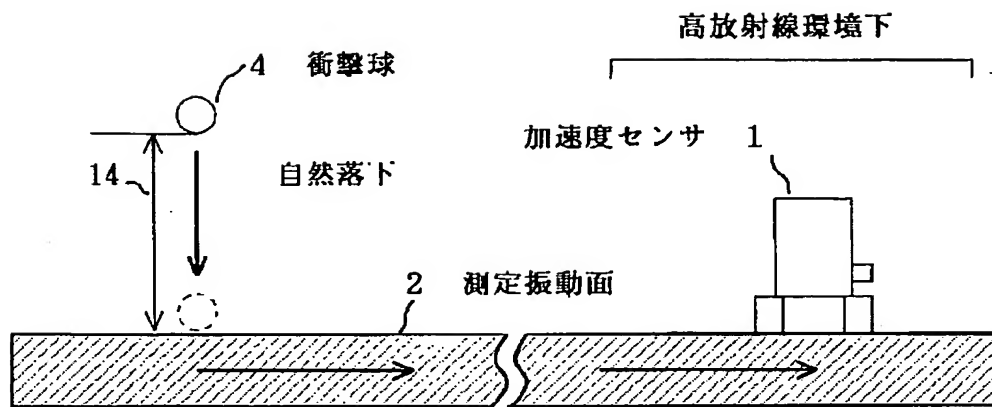 高放射線環境下
4 衝撃球
加速度センサ 1
14
自然落下
2 測定振動面